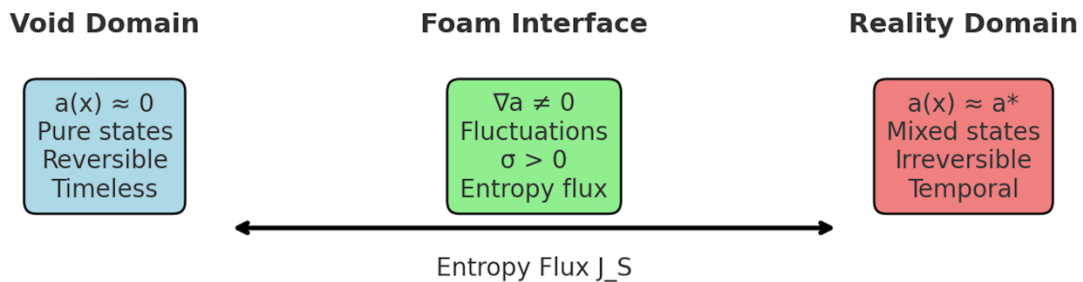 Void Domain
Foam Interface
Reality Domain
a(x) ≈ 0
Pure states
Reversible
Timeless
∇a ≠ 0
Fluctuations
σ > 0
Entropy flux
a(x) ≈ a*
Mixed states
Irreversible
Temporal
Entropy Flux J_S